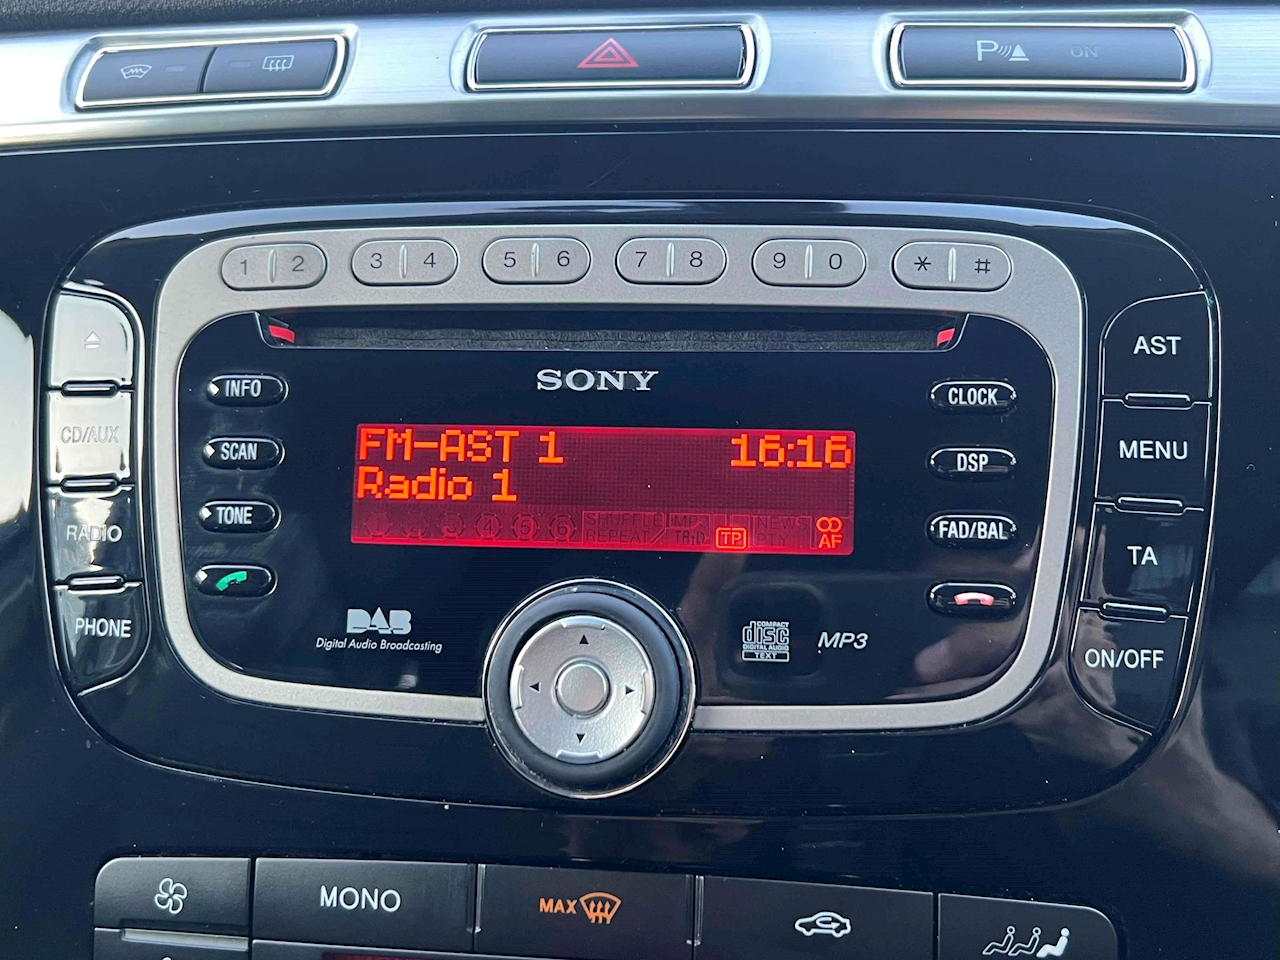 P ON
1 2 3 4 5 6 7 8 9 0 * #
SONY
INFO
CLOCK
AST
CD/AUX
SCAN
FM-AST 1 16:16
Radio 1
DSP
MENU
RADIO
TONE
SHUFFLE
REPEAT
TP
AF
FAD/BAL
TA
PHONE
DAB
Digital Audio Broadcasting
COMPACT
disc
DIGITAL AUDIO
TEXT
MP3
ON/OFF
MONO
MAX